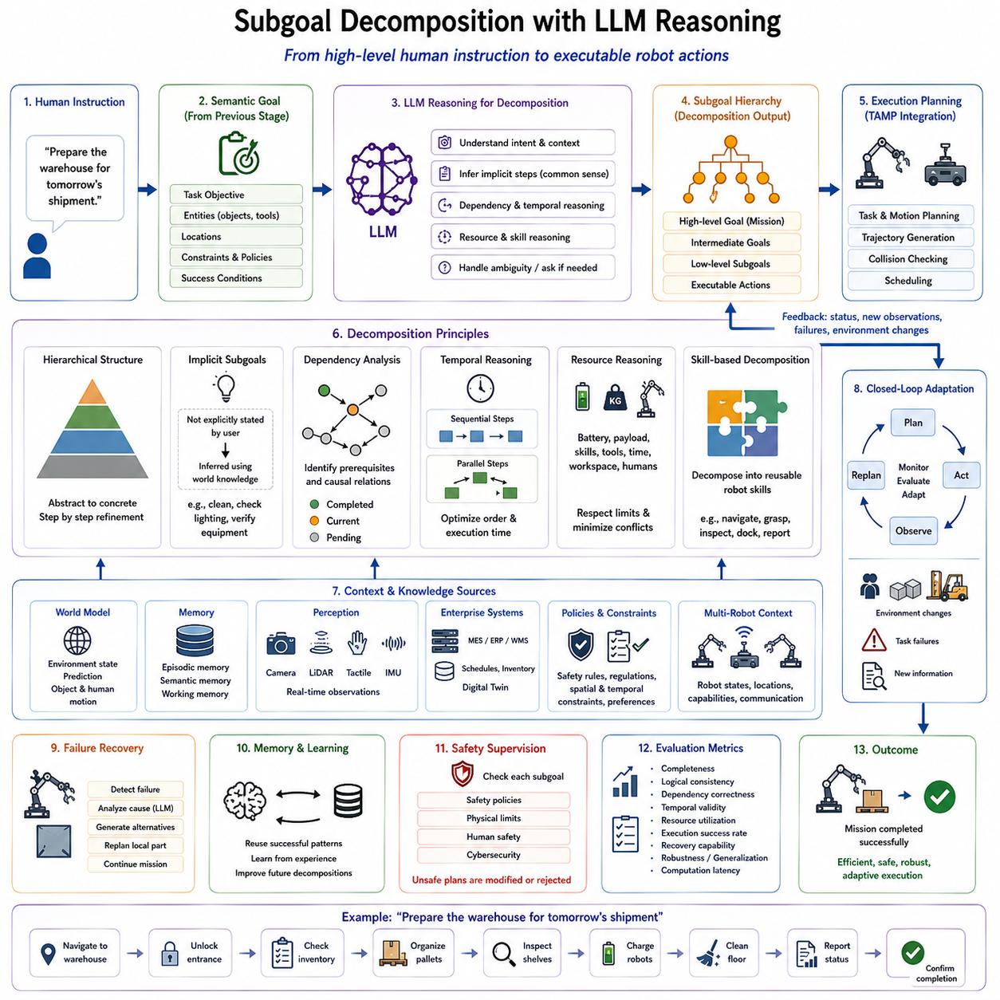 Subgoal Decomposition with LLM Reasoning
From high-level human instruction to executable robot actions
1. Human Instruction
"Prepare the
warehouse for
tomorrow's
shipment."
2. Semantic Goal
(From Previous Stage)
Task Objective
Entities (objects, tools)
Locations
Constraints & Policies
Success Conditions
3. LLM Reasoning for Decomposition
LLM
Understand intent & context
Infer implicit steps (common sense)
Dependency & temporal reasoning
Resource & skill reasoning
Handle ambiguity / ask if needed
4. Subgoal Hierarchy
(Decomposition Output)
High-level Goal (Mission)
Intermediate Goals
Low-level Subgoals
Executable Actions
5. Execution Planning
(TAMP Integration)
Task & Motion Planning
Trajectory Generation
Collision Checking
Scheduling
Feedback: status, new observations,
failures, environment changes
6. Decomposition Principles
Hierarchical Structure
Abstract to concrete
Step by step refinement
Implicit Subgoals
Not explicitly stated
by user
Inferred using
world knowledge
e.g., clean, check
lighting, verify
equipment
Dependency Analysis
Identify prerequisites
and causal relations
Completed
Current
Pending
Temporal Reasoning
Sequential Steps
Parallel Steps
Optimize order &
execution time
Resource Reasoning
KG
Battery, payload,
skills, tools, time,
workspace, humans
Respect limits &
minimize conflicts
Skill-based Decomposition
Decompose into reusable
robot skills
e.g., navigate, grasp,
inspect, dock, report
7. Context & Knowledge Sources
World Model
Environment state
Prediction
Object & human
motion
Memory
Episodic memory
Semantic memory
Working memory
Perception
Camera
LiDAR
Tactile
IMU
Real-time observations
Enterprise Systems
MES / ERP / WMS
Schedules, Inventory
Digital Twin
Policies & Constraints
Safety rules, regulations,
spatial & temporal
constraints, preferences
Multi-Robot Context
Robot states, locations,
capabilities, communication
8. Closed-Loop Adaptation
Plan
Replan
Monitor
Evaluate
Adapt
Act
Observe
Environment changes
Task failures
New information
9. Failure Recovery
Detect failure
Analyze cause (LLM)
Generate alternatives
Replan local part
Continue mission
10. Memory & Learning
Reuse successful patterns
Learn from experience
Improve future decompositions
11. Safety Supervision
Check each subgoal
Safety policies
Physical limits
Human safety
Cybersecurity
Unsafe plans are modified or rejected
12. Evaluation Metrics
• Completeness
• Logical consistency
• Dependency correctness
• Temporal validity
• Resource utilization
• Execution success rate
• Recovery capability
• Robustness / Generalization
• Computation latency
13. Outcome
Mission completed
successfully
Efficient, safe, robust,
adaptive execution
Example: "Prepare the warehouse for tomorrow's shipment"
Navigate to
warehouse
Unlock
entrance
Check
inventory
Organize
pallets
Inspect
shelves
Charge
robots
Clean
floor
Report
status
Confirm
completion